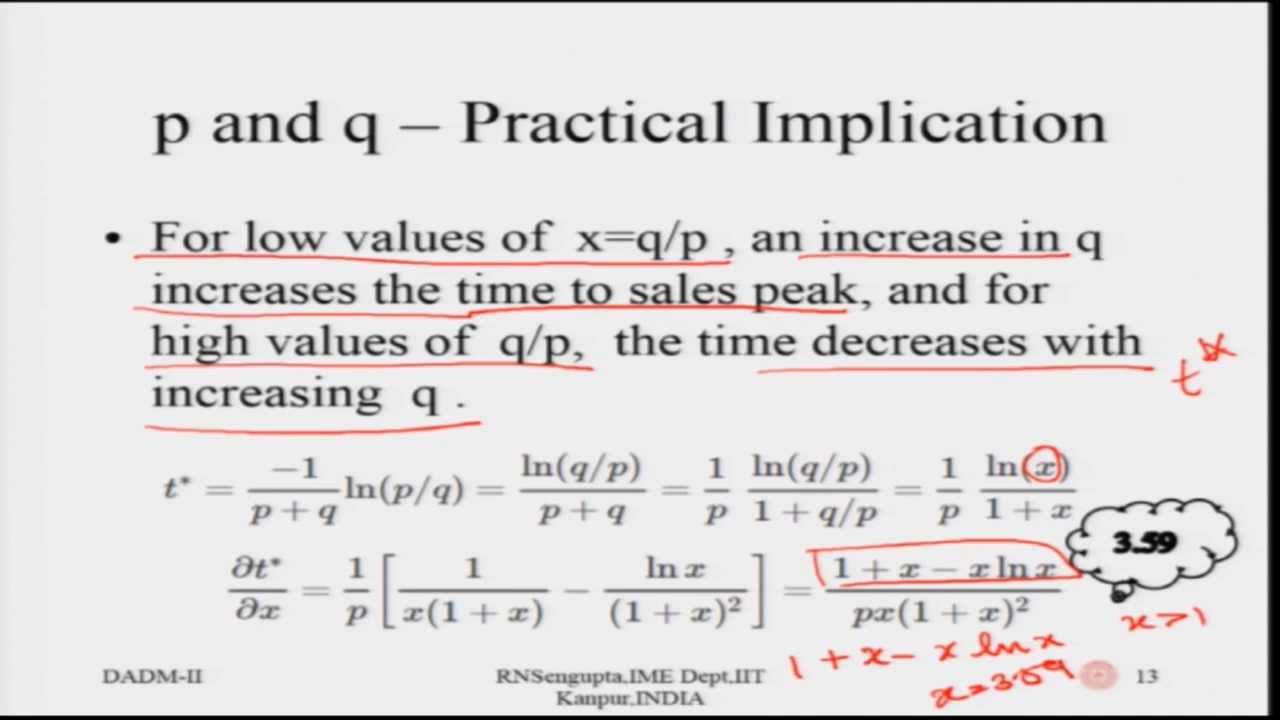 p and q – Practical Implication
• For low values of x=q/p , an increase in q
increases the time to sales peak, and for
high values of q/p, the time decreases with
increasing q .
t*
t* = -1/(p + q) ln(p/q) = ln(q/p)/(p + q) = 1/p ln(q/p)/(1 + q/p) = 1/p ln(x)/(1 + x)
3.59
∂t*/∂x = 1/p [1/(x(1 + x)) − ln x/(1 + x)²] = (1 + x − x ln x)/(px(1 + x)²)
x > 1
1 + x − x ln x
x = 3.59
DADM-II RNSengupta,IME Dept,IIT 13
Kanpur,INDIA